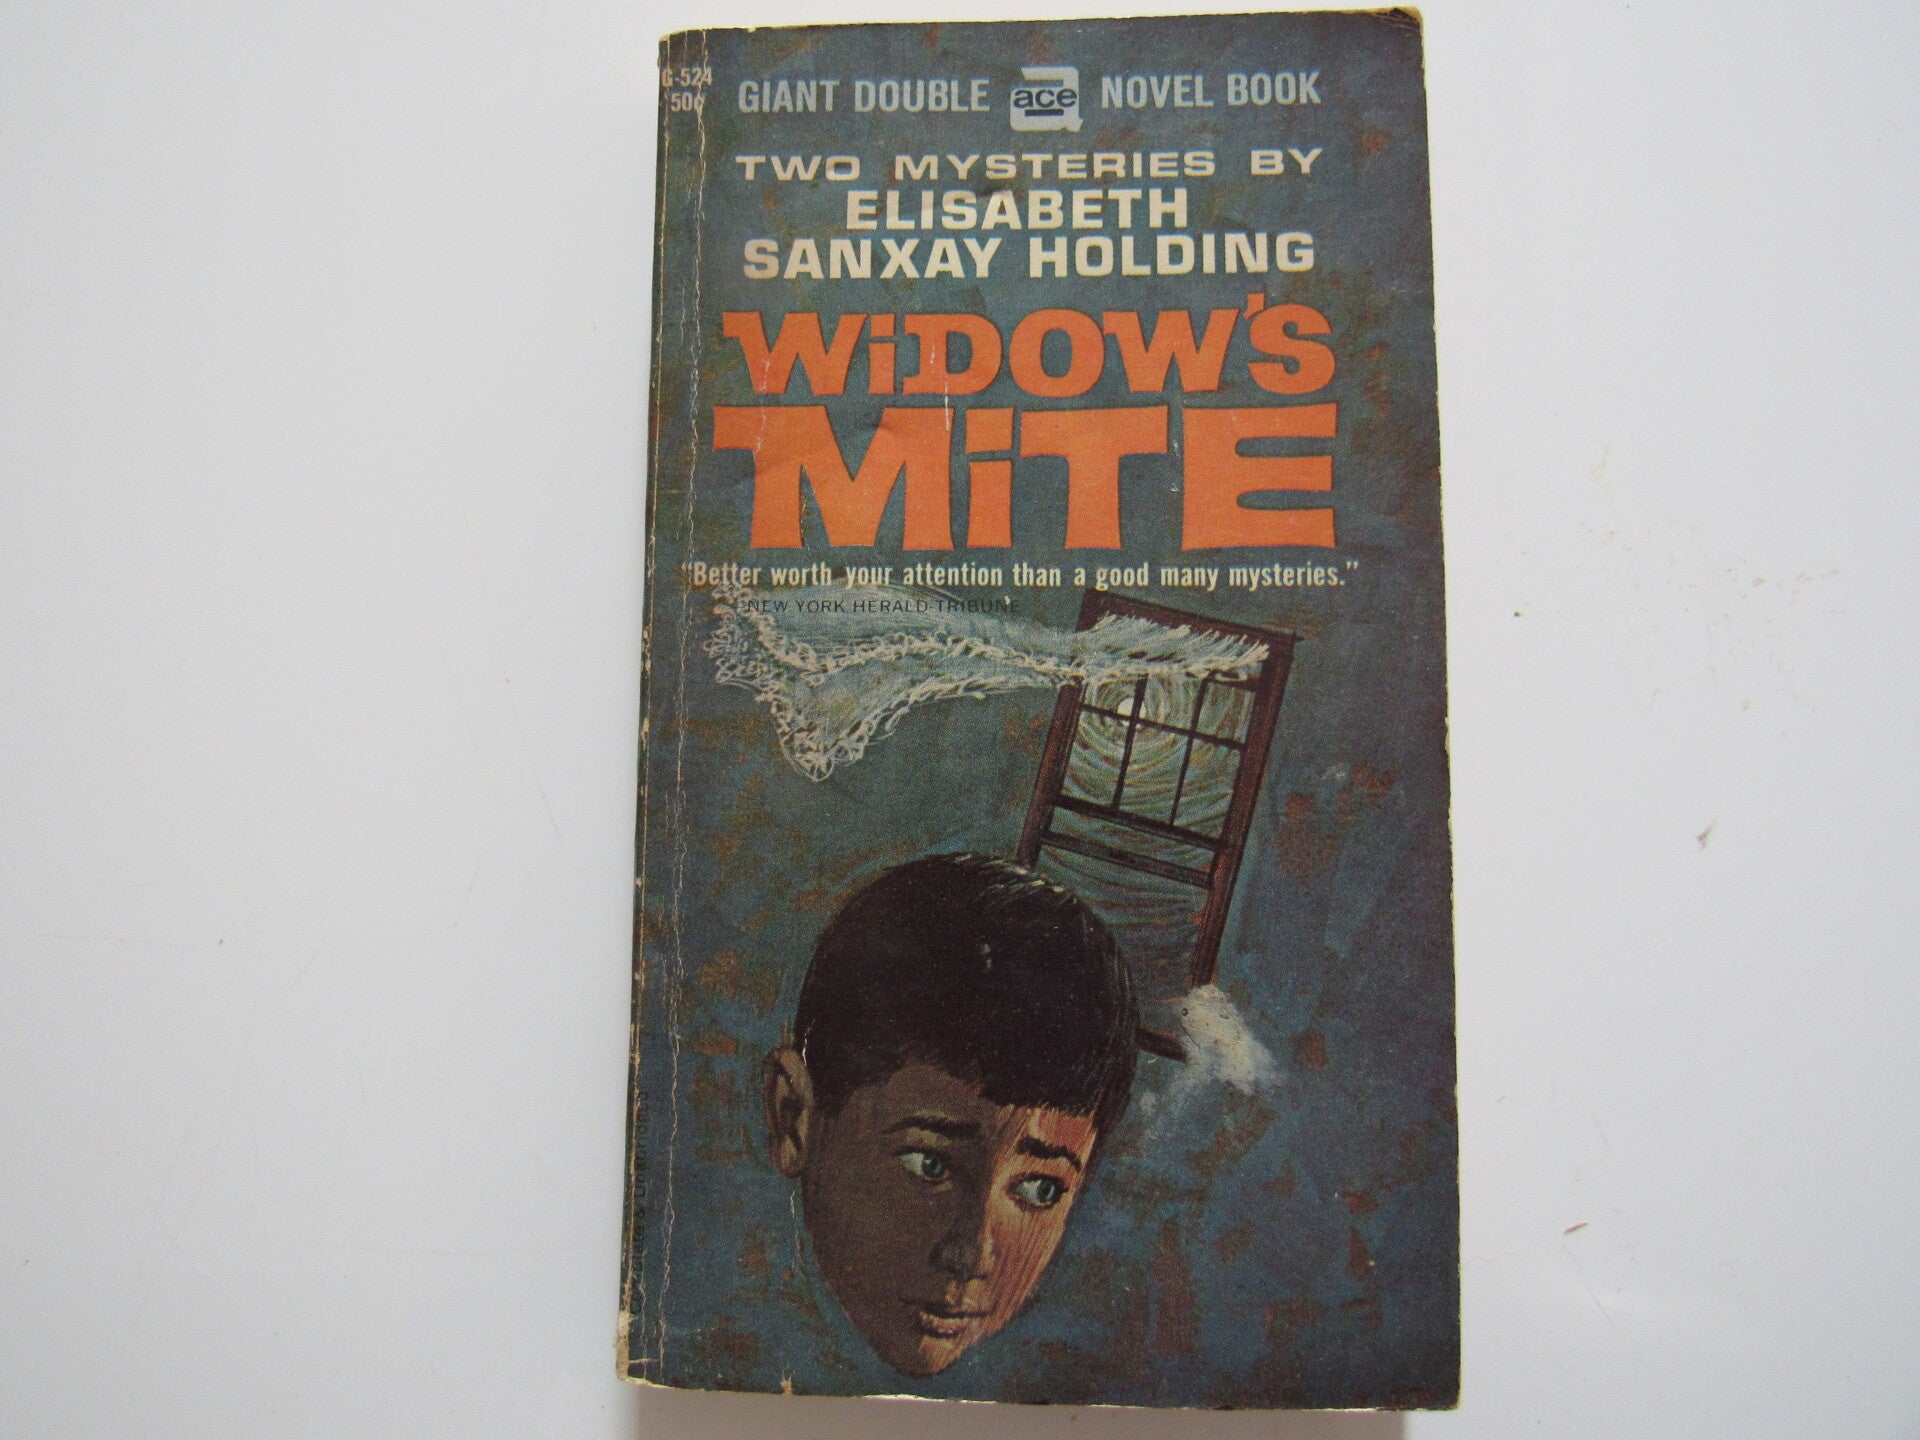 G-524
50¢
GIANT DOUBLE ace NOVEL BOOK
TWO MYSTERIES BY
ELISABETH
SANXAY HOLDING
WiDOW'S
MiTE
"Better worth your attention than a good many mysteries."
NEW YORK HERALD-TRIBUNE